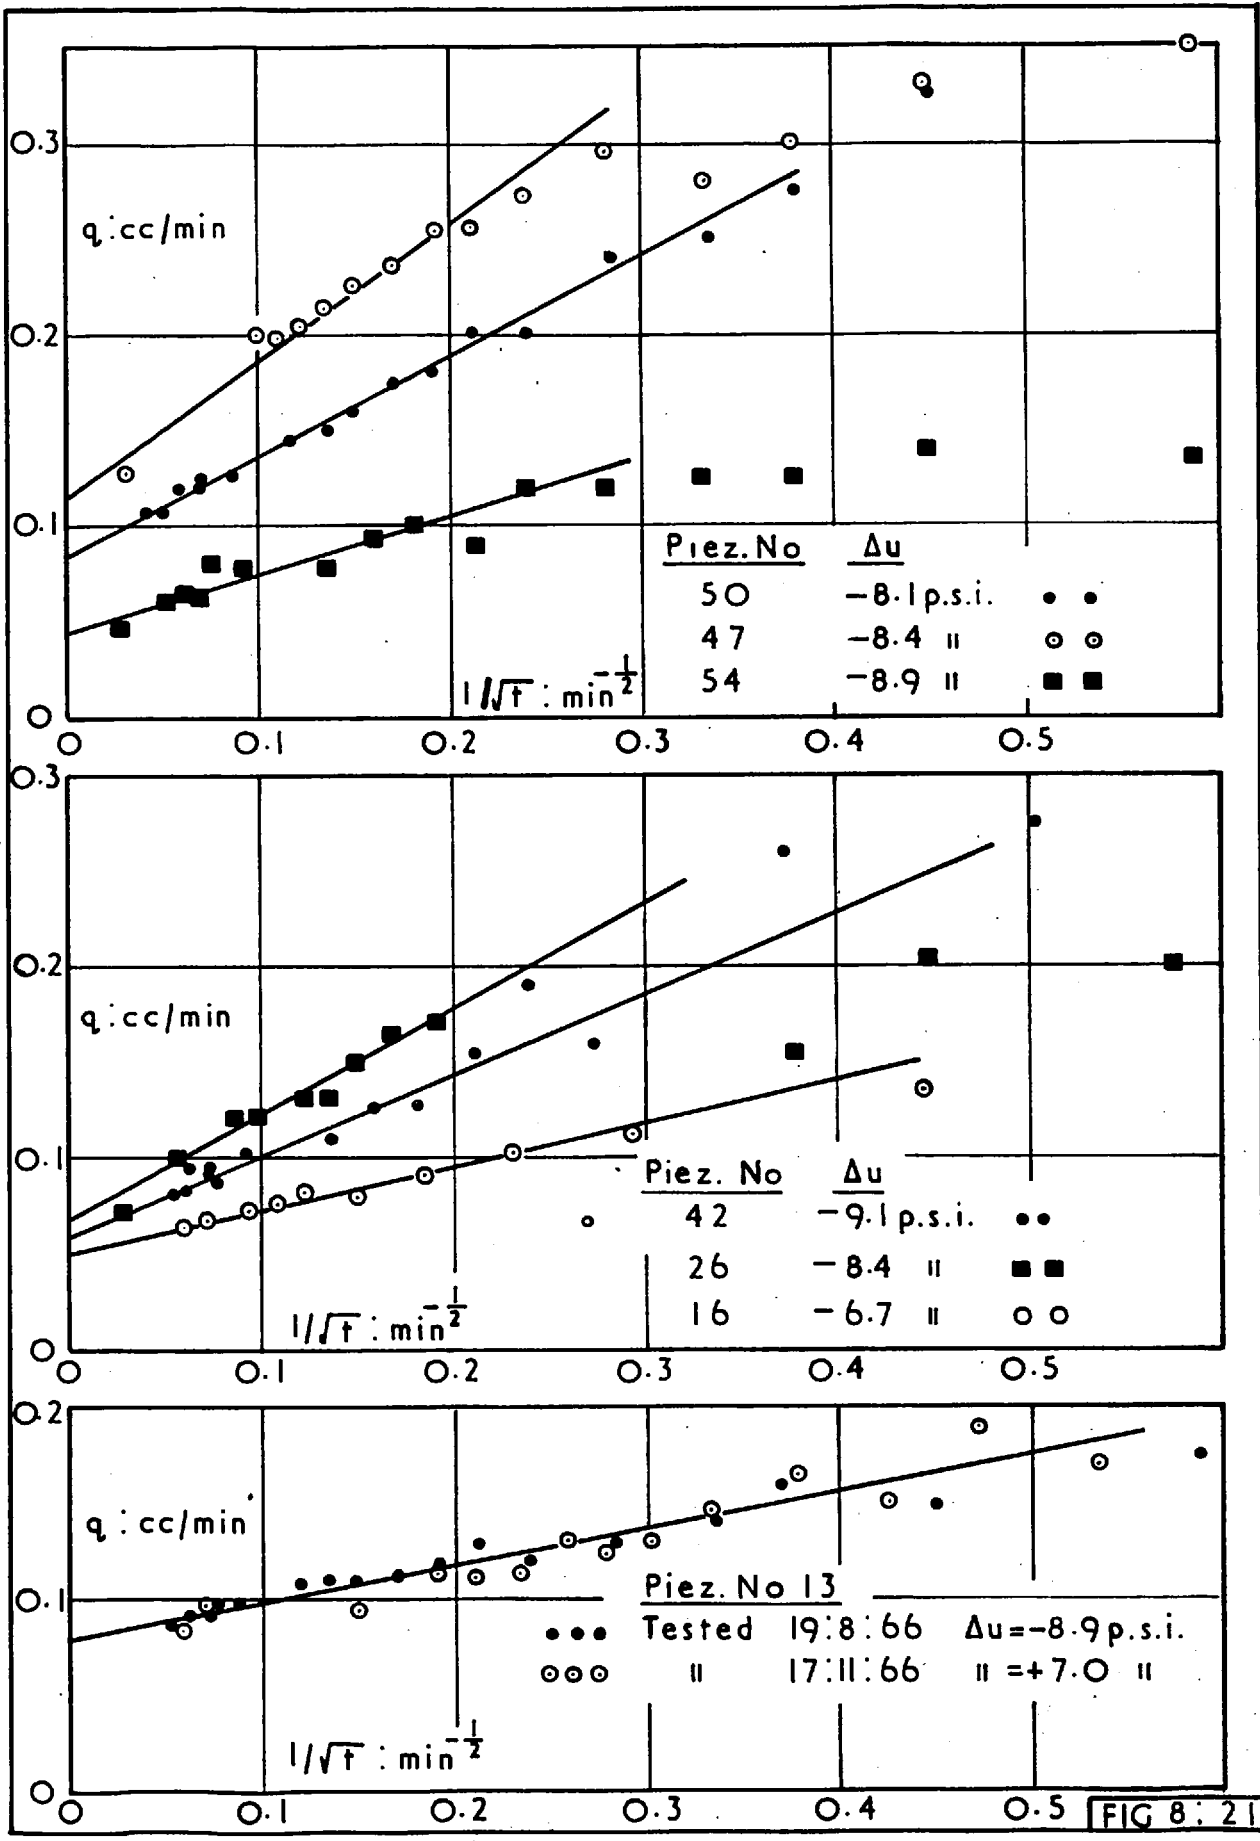 0.3
q:cc/min
0.2
0.1
Piez. No Δu
50 -8.1 p.s.i.
47 -8.4 "
54 -8.9 "
1/√t : min^-1/2
0
0 0.1 0.2 0.3 0.4 0.5
0.3
0.2
q:cc/min
0.1
Piez. No Δu
42 -9.1 p.s.i.
26 -8.4 "
16 -6.7 "
1/√t : min^-1/2
0
0 0.1 0.2 0.3 0.4 0.5
0.2
q:cc/min
0.1
Piez. No 13
Tested 19:8:66 Δu=-8.9 p.s.i.
" 17:11:66 " =+7.0 "
1/√t : min^-1/2
0
0 0.1 0.2 0.3 0.4 0.5
FIG 8:21